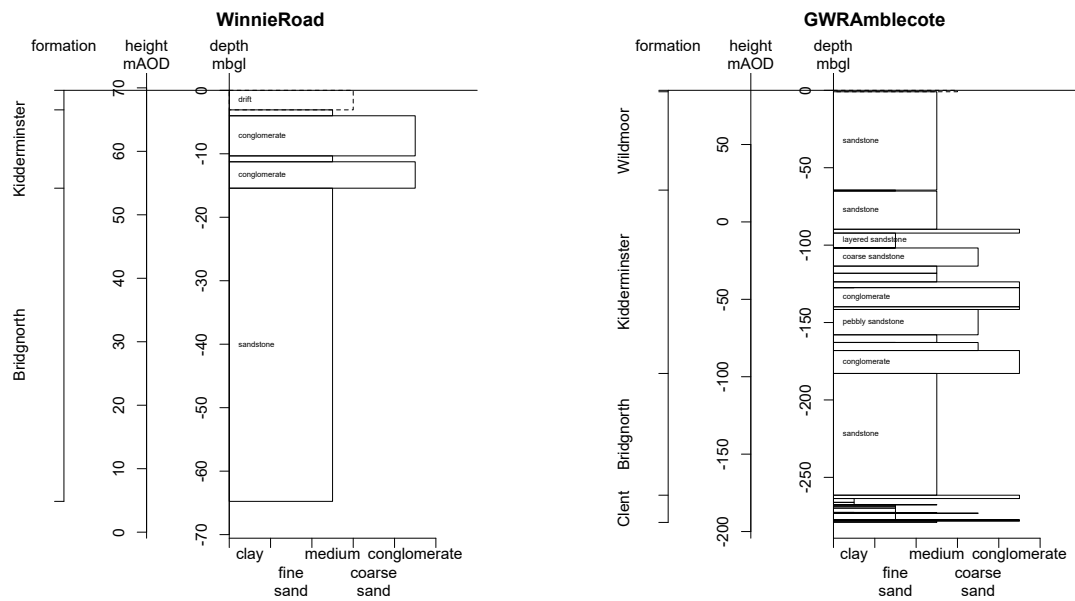 WinnieRoad
formation height depth
mAOD mbgl
Kidderminster
Bridgnorth
70
60
50
40
30
20
10
0
0
-10
-20
-30
-40
-50
-60
-70
drift
conglomerate
conglomerate
sandstone
clay medium conglomerate
fine coarse
sand sand
GWRAmblecote
formation height depth
mAOD mbgl
Wildmoor
Kidderminster
Bridgnorth
Clent
50
0
-50
-100
-150
-200
0
-50
-100
-150
-200
-250
sandstone
sandstone
layered sandstone
coarse sandstone
conglomerate
pebbly sandstone
conglomerate
sandstone
clay medium conglomerate
fine coarse
sand sand